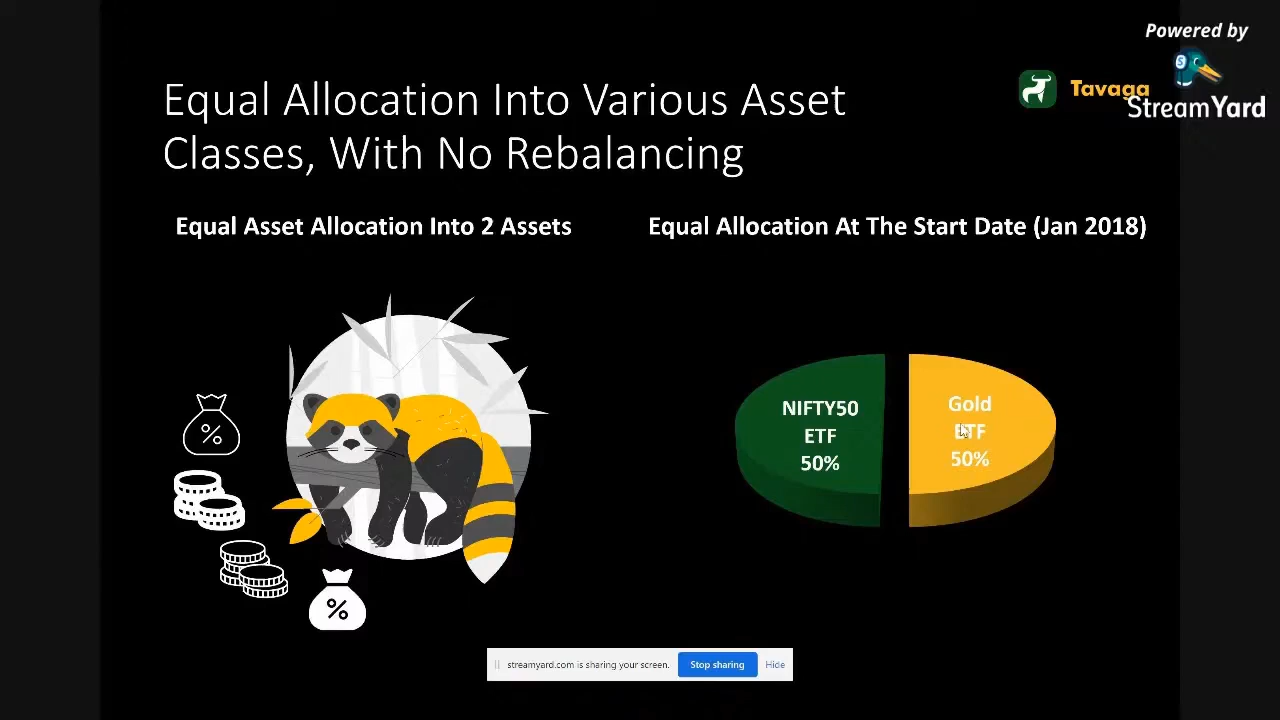 Powered by
StreamYard
Tavaga
Equal Allocation Into Various Asset
Classes, With No Rebalancing
Equal Asset Allocation Into 2 Assets
Equal Allocation At The Start Date (Jan 2018)
%
%
NIFTY50
ETF
50%
Gold
ETF
50%
streamyard.com is sharing your screen.
Stop sharing
Hide